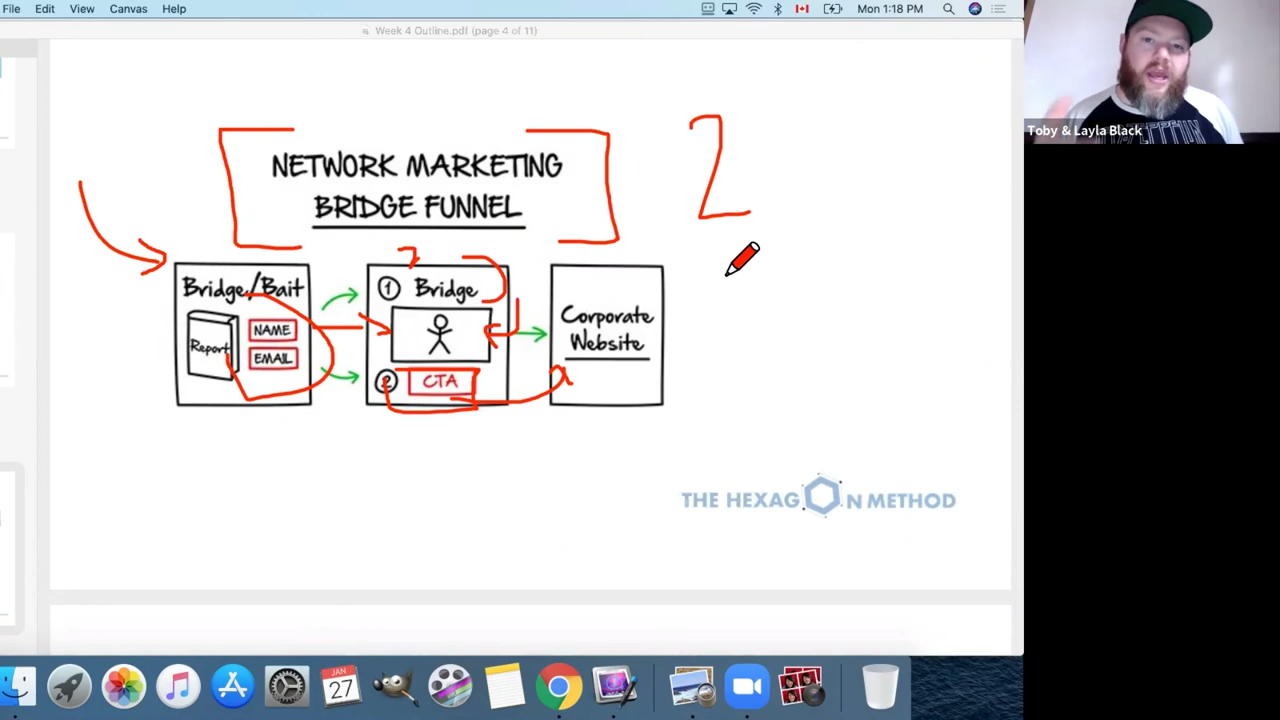 File Edit View Canvas Help
Mon 1:18 PM
Week 4 Outline.pdf (page 4 of 11)
Toby & Layla Black
2
NETWORK MARKETING
BRIDGE FUNNEL
Bridge/Bait
Report
NAME
EMAIL
1 Bridge
2 CTA
Corporate
Website
THE HEXAGON METHOD
JAN
27